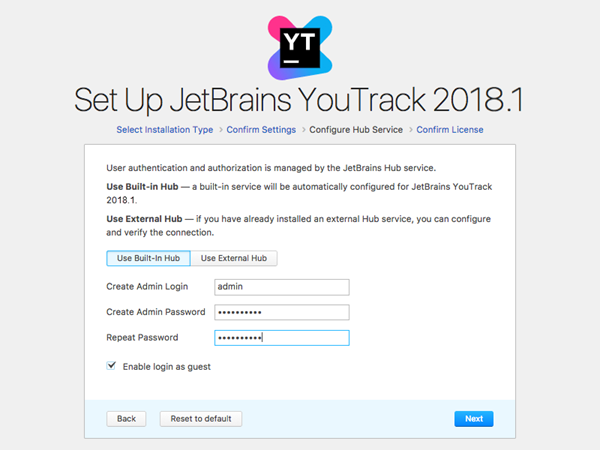 YT
Set Up JetBrains YouTrack 2018.1
Select Installation Type > Confirm Settings > Configure Hub Service > Confirm License
User authentication and authorization is managed by the JetBrains Hub service.
Use Built-in Hub — a built-in service will be automatically configured for JetBrains YouTrack
2018.1.
Use External Hub — if you have already installed an external Hub service, you can configure
and verify the connection.
Use Built-In Hub Use External Hub
Create Admin Login admin
Create Admin Password ••••••••••
Repeat Password ••••••••••
Enable login as guest
Back Reset to default Next